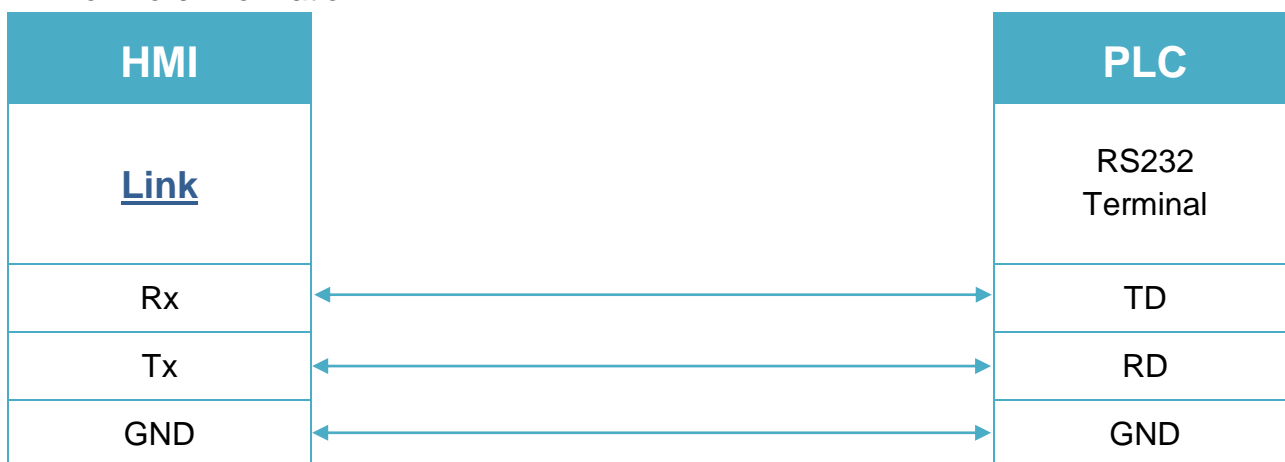 HMI
PLC
Link
RS232
Terminal
Rx
TD
Tx
RD
GND
GND